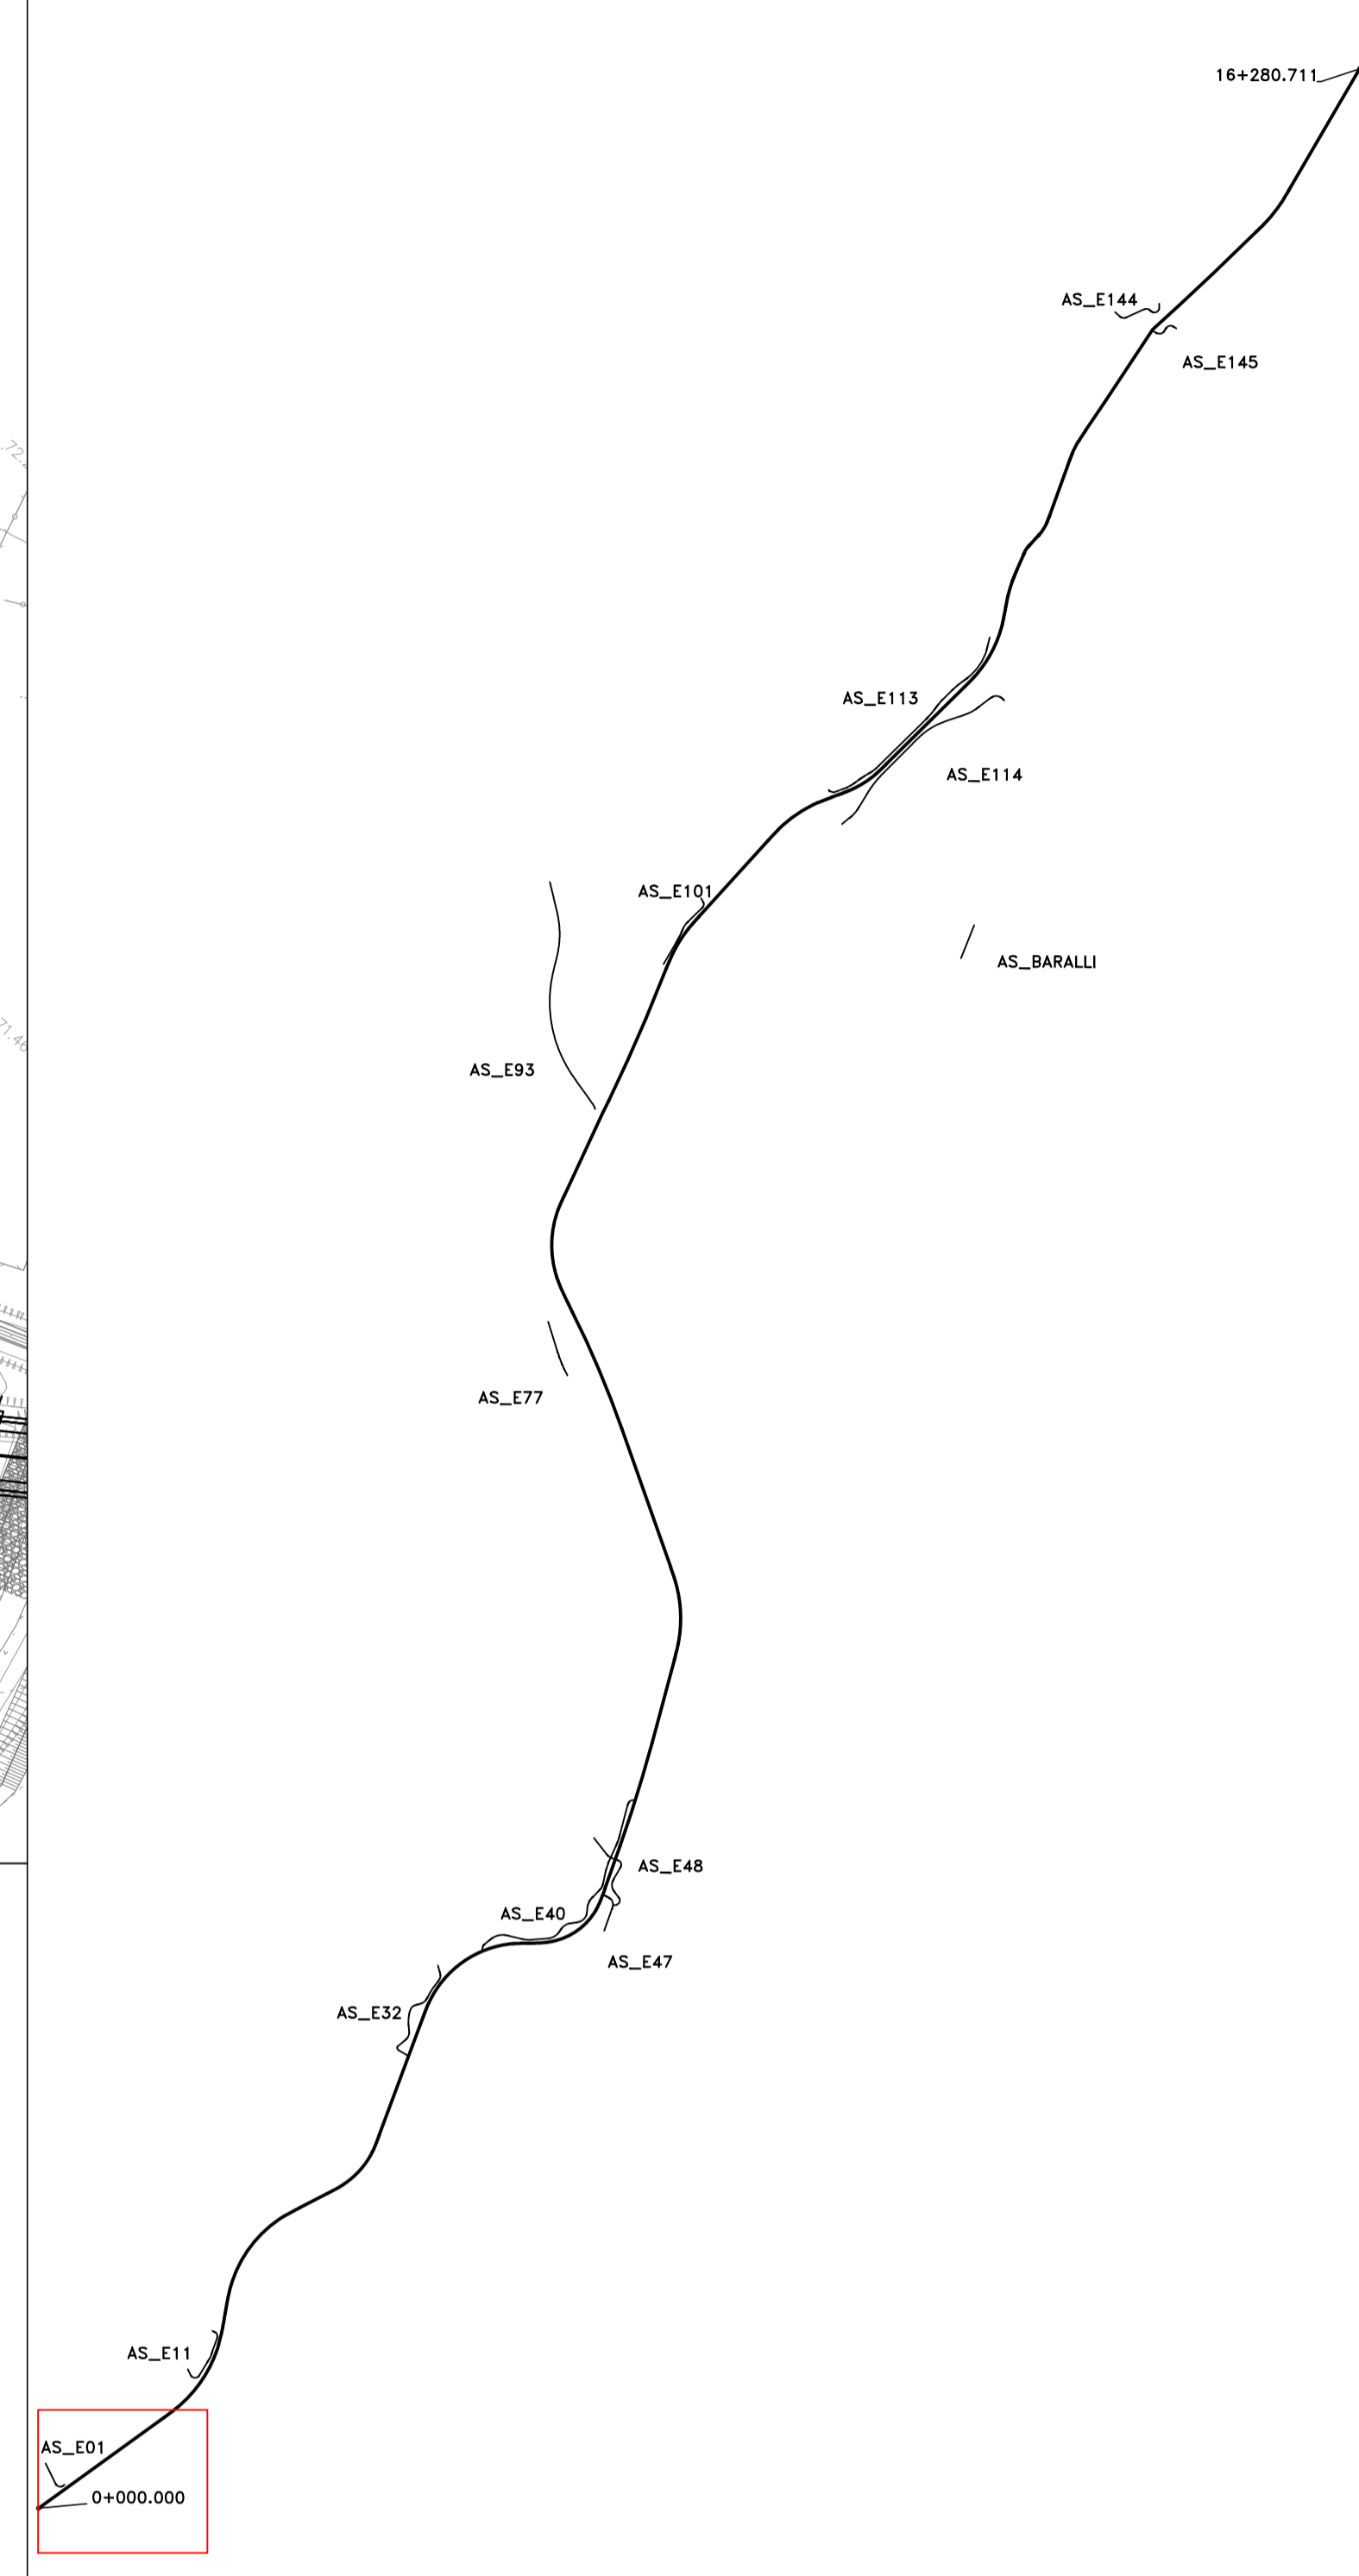 16+280.711
AS_E144
AS_E145
AS_E113
AS_E114
AS_E101
AS_BARALLI
AS_E93
AS_E77
AS_E48
AS_E40
AS_E47
AS_E32
AS_E11
AS_E01
0+000.000